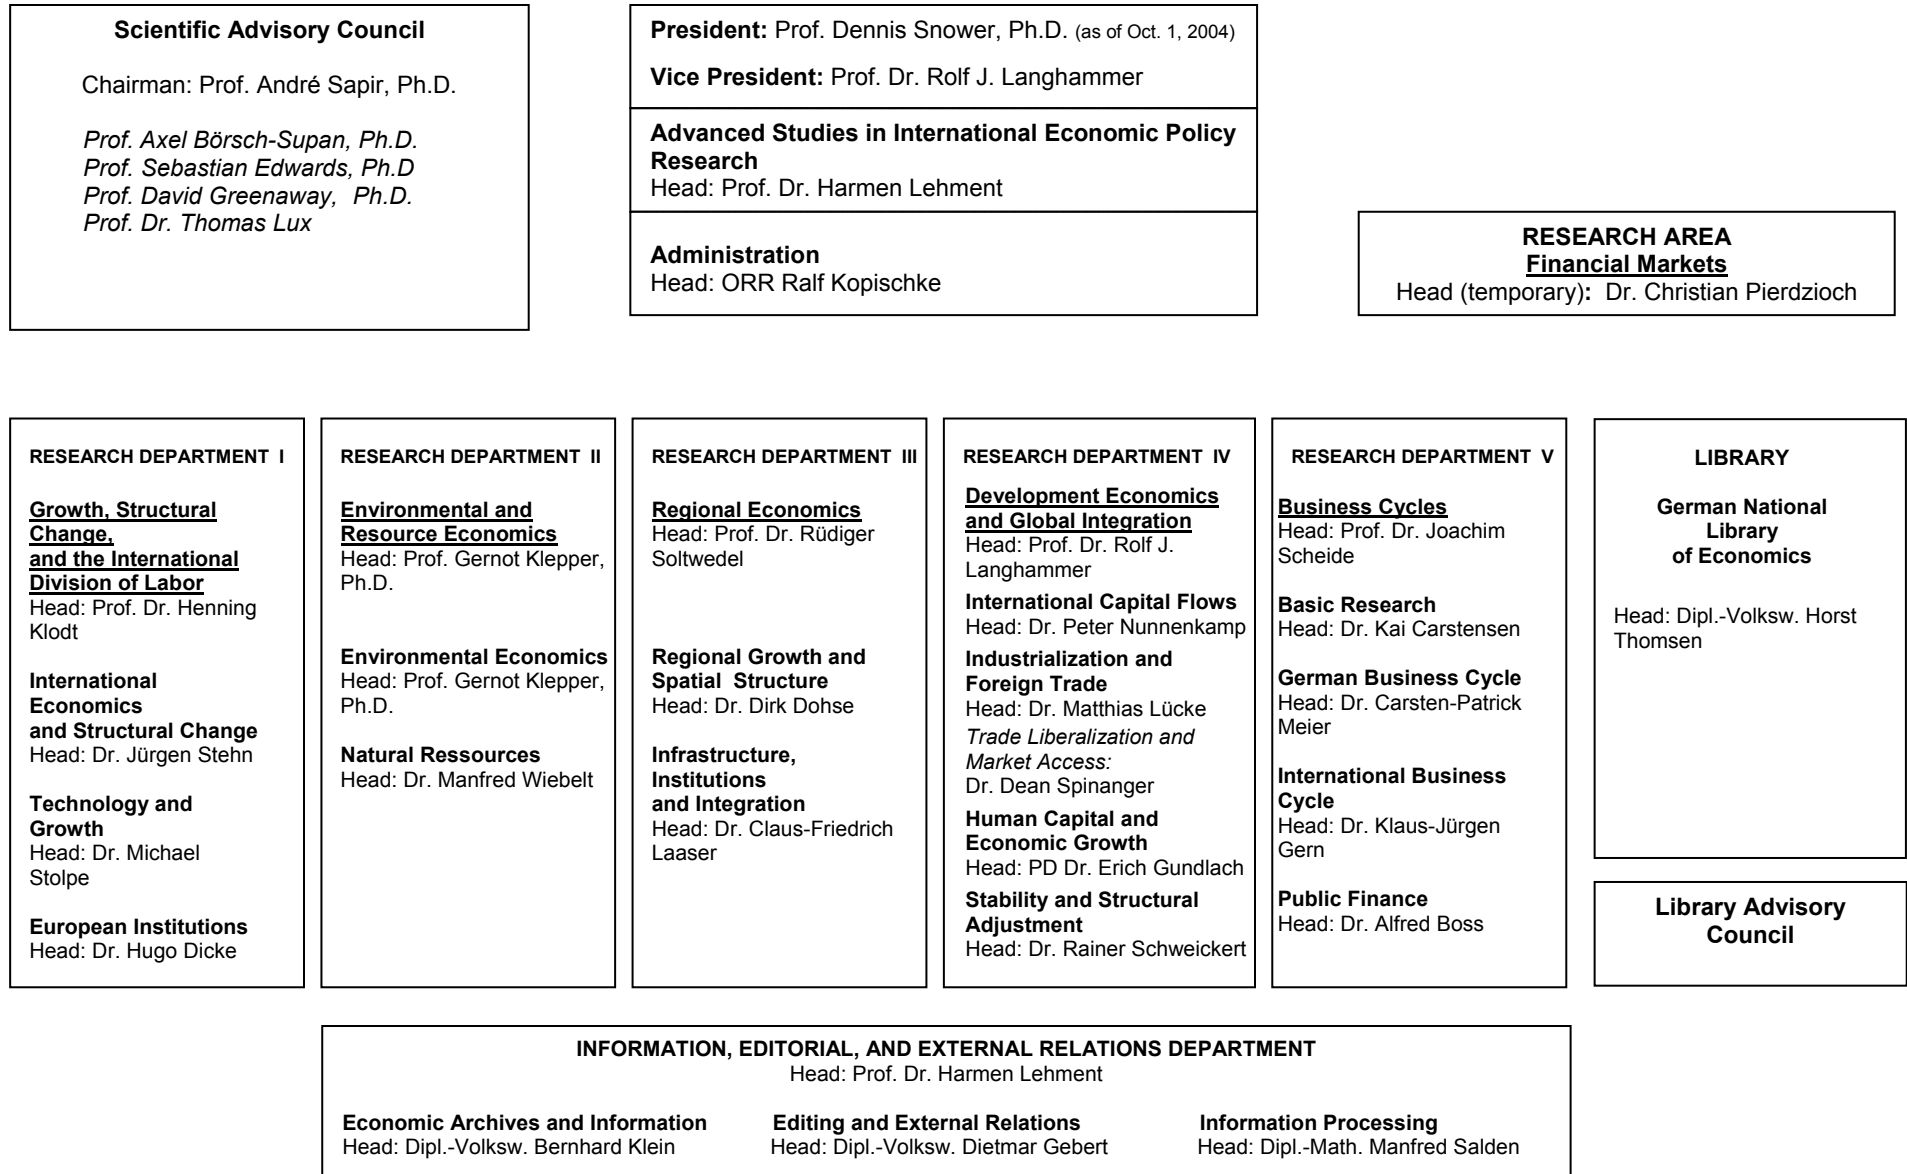 Scientific Advisory Council
Chairman: Prof. André Sapir, Ph.D.
Prof. Axel Börsch-Supan, Ph.D.
Prof. Sebastian Edwards, Ph.D
Prof. David Greenaway, Ph.D.
Prof. Dr. Thomas Lux
President: Prof. Dennis Snower, Ph.D. (as of Oct. 1, 2004)
Vice President: Prof. Dr. Rolf J. Langhammer
Advanced Studies in International Economic Policy
Research
Head: Prof. Dr. Harmen Lehment
Administration
Head: ORR Ralf Kopischke
RESEARCH AREA
Financial Markets
Head (temporary): Dr. Christian Pierdzioch
RESEARCH DEPARTMENT I
Growth, Structural
Change,
and the International
Division of Labor
Head: Prof. Dr. Henning
Klodt
International
Economics
and Structural Change
Head: Dr. Jürgen Stehn
Technology and
Growth
Head: Dr. Michael
Stolpe
European Institutions
Head: Dr. Hugo Dicke
RESEARCH DEPARTMENT II
Environmental and
Resource Economics
Head: Prof. Gernot Klepper,
Ph.D.
Environmental Economics
Head: Prof. Gernot Klepper,
Ph.D.
Natural Ressources
Head: Dr. Manfred Wiebelt
RESEARCH DEPARTMENT III
Regional Economics
Head: Prof. Dr. Rüdiger
Soltwedel
Regional Growth and
Spatial Structure
Head: Dr. Dirk Dohse
Infrastructure,
Institutions
and Integration
Head: Dr. Claus-Friedrich
Laaser
RESEARCH DEPARTMENT IV
Development Economics
and Global Integration
Head: Prof. Dr. Rolf J.
Langhammer
International Capital Flows
Head: Dr. Peter Nunnenkamp
Industrialization and
Foreign Trade
Head: Dr. Matthias Lücke
Trade Liberalization and
Market Access:
Dr. Dean Spinanger
Human Capital and
Economic Growth
Head: PD Dr. Erich Gundlach
Stability and Structural
Adjustment
Head: Dr. Rainer Schweickert
RESEARCH DEPARTMENT V
Business Cycles
Head: Prof. Dr. Joachim
Scheide
Basic Research
Head: Dr. Kai Carstensen
German Business Cycle
Head: Dr. Carsten-Patrick
Meier
International Business
Cycle
Head: Dr. Klaus-Jürgen
Gern
Public Finance
Head: Dr. Alfred Boss
LIBRARY
German National
Library
of Economics
Head: Dipl.-Volksw. Horst
Thomsen
Library Advisory
Council
INFORMATION, EDITORIAL, AND EXTERNAL RELATIONS DEPARTMENT
Head: Prof. Dr. Harmen Lehment
Economic Archives and Information
Head: Dipl.-Volksw. Bernhard Klein
Editing and External Relations
Head: Dipl.-Volksw. Dietmar Gebert
Information Processing
Head: Dipl.-Math. Manfred Salden